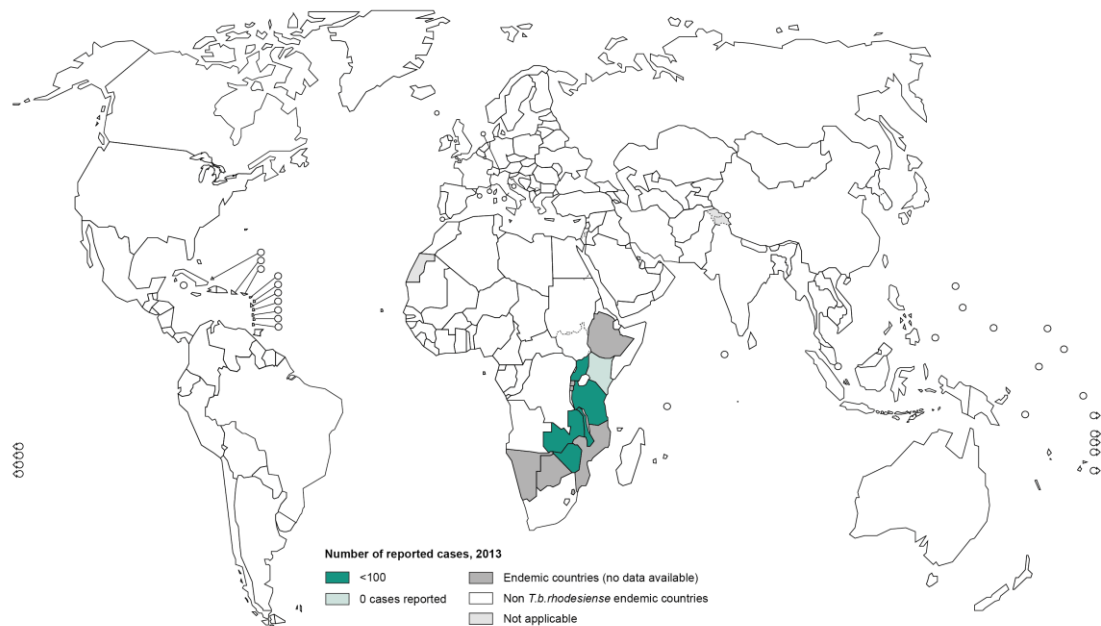 Number of reported cases, 2013
<100
0 cases reported
Endemic countries (no data available)
Non T.b.rhodesiense endemic countries
Not applicable